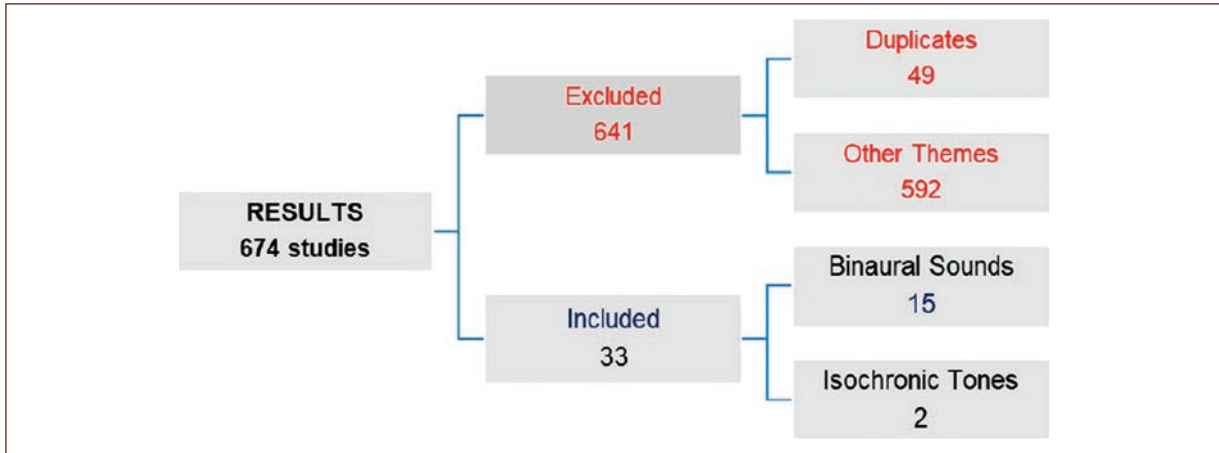 RESULTS
674 studies
Excluded
641
Included
33
Duplicates
49
Other Themes
592
Binaural Sounds
15
Isochronic Tones
2